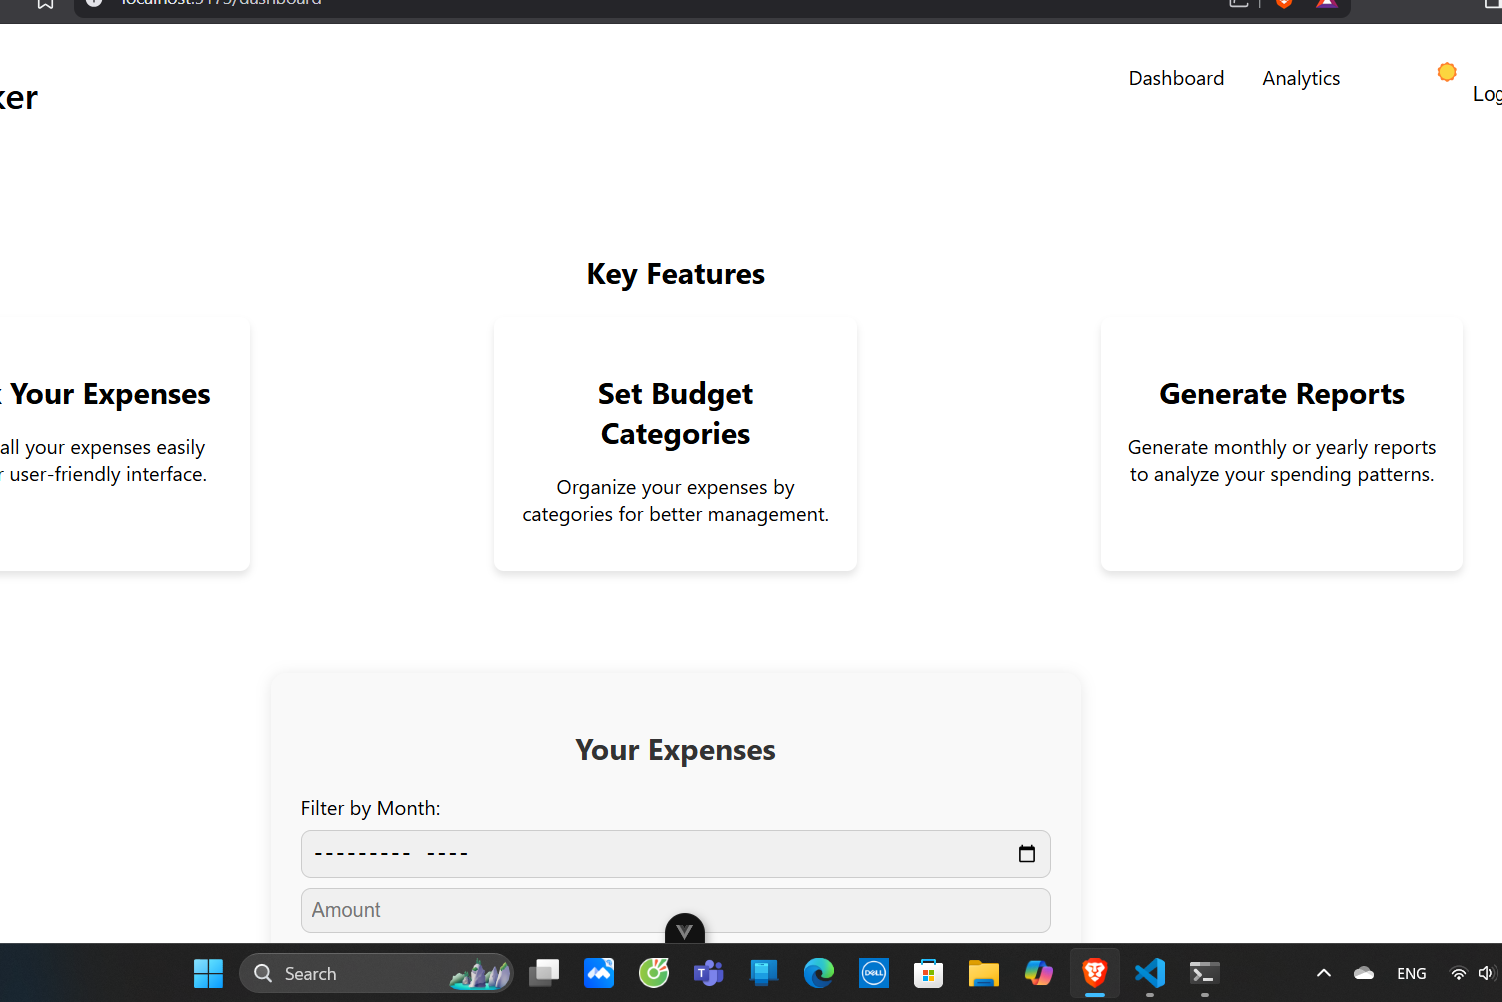 localhost:5173/dashboard
ker
Dashboard
Analytics
Log
Key Features
Your Expenses
all your expenses easily
user-friendly interface.
Set Budget
Categories
Organize your expenses by
categories for better management.
Generate Reports
Generate monthly or yearly reports
to analyze your spending patterns.
Your Expenses
Filter by Month:
--------- ----
Amount
Search
T
DELL
ENG